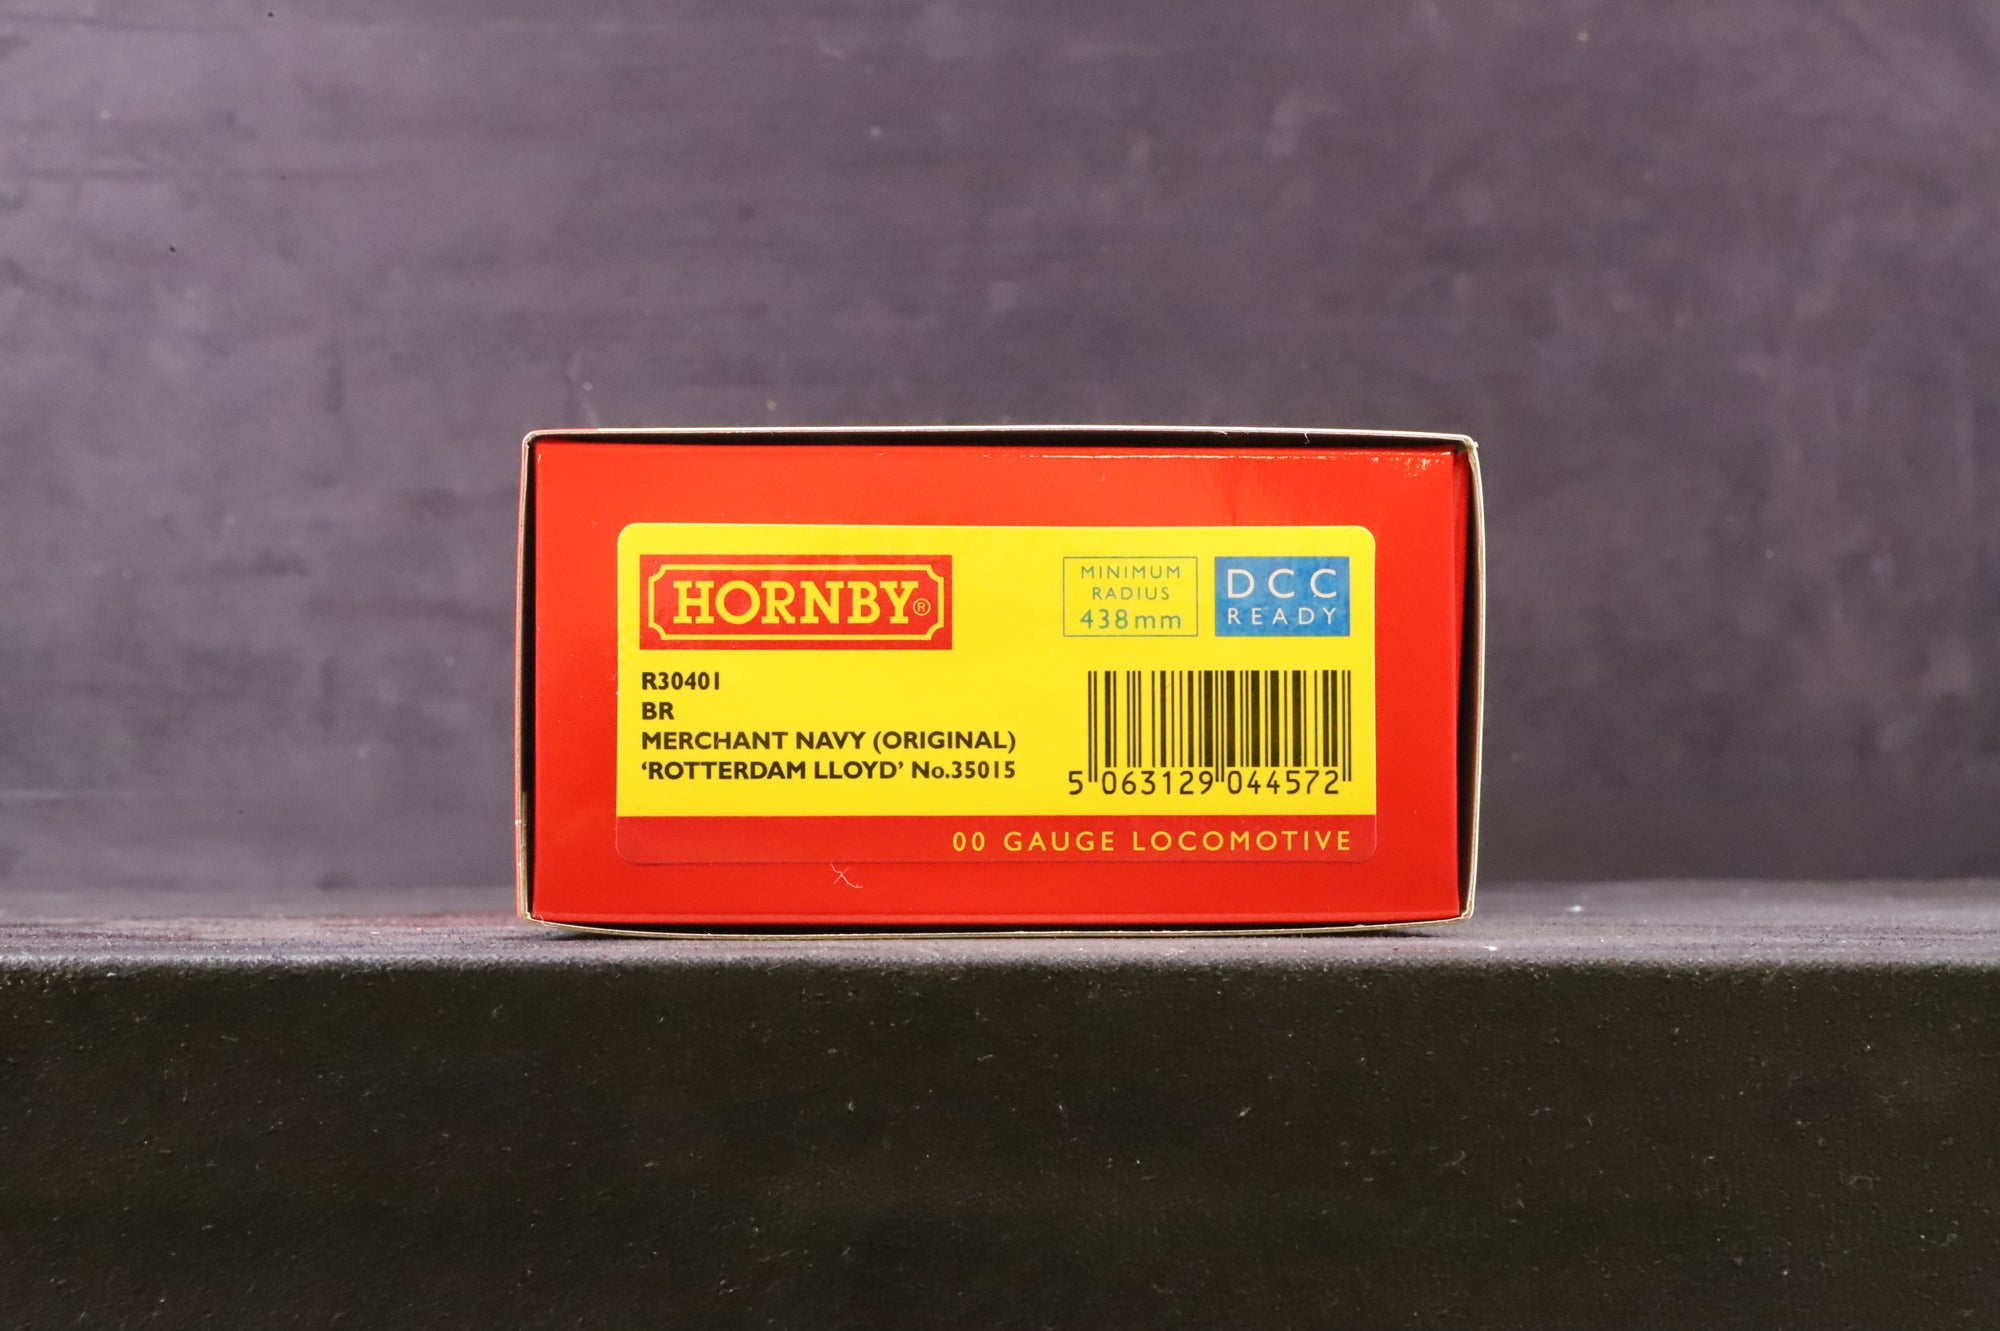 HORNBY®
MINIMUM
RADIUS
438mm
DCC
READY
R30401
BR
MERCHANT NAVY (ORIGINAL)
‘ROTTERDAM LLOYD’ No.35015
5 063129 044572
00 GAUGE LOCOMOTIVE